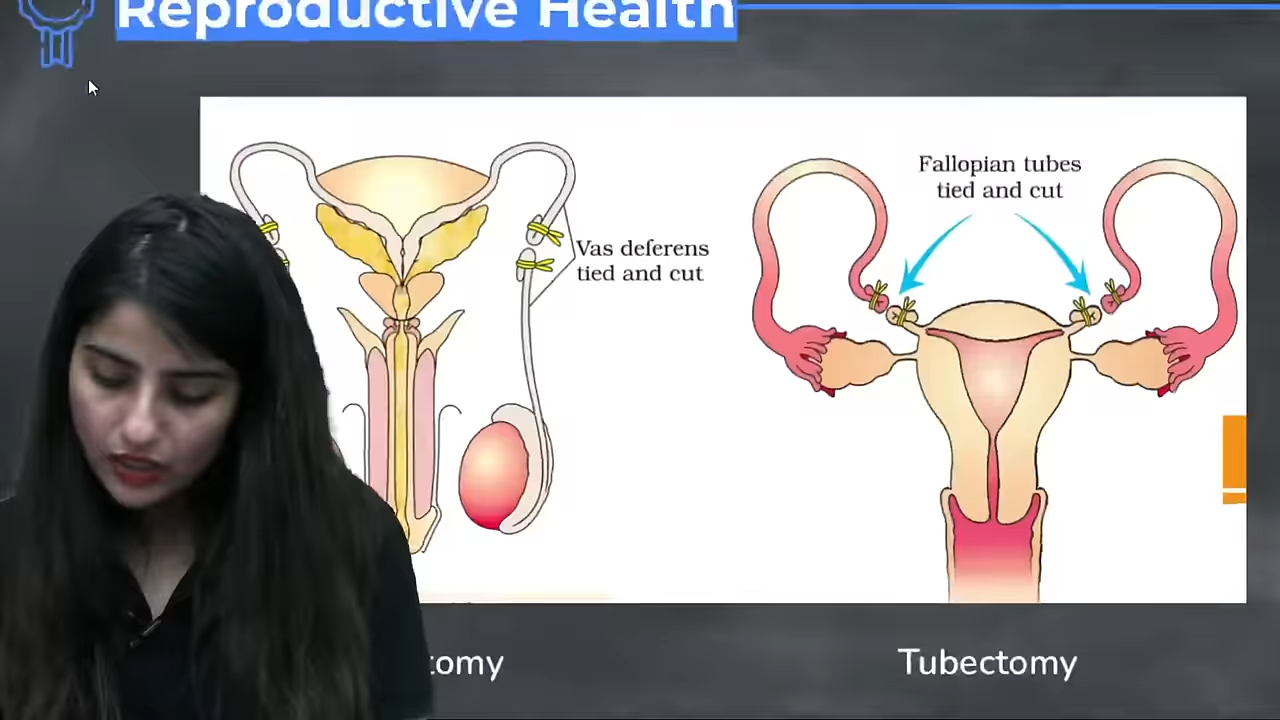 Reproductive Health
Fallopian tubes
tied and cut
Vas deferens
tied and cut
tomy
Tubectomy